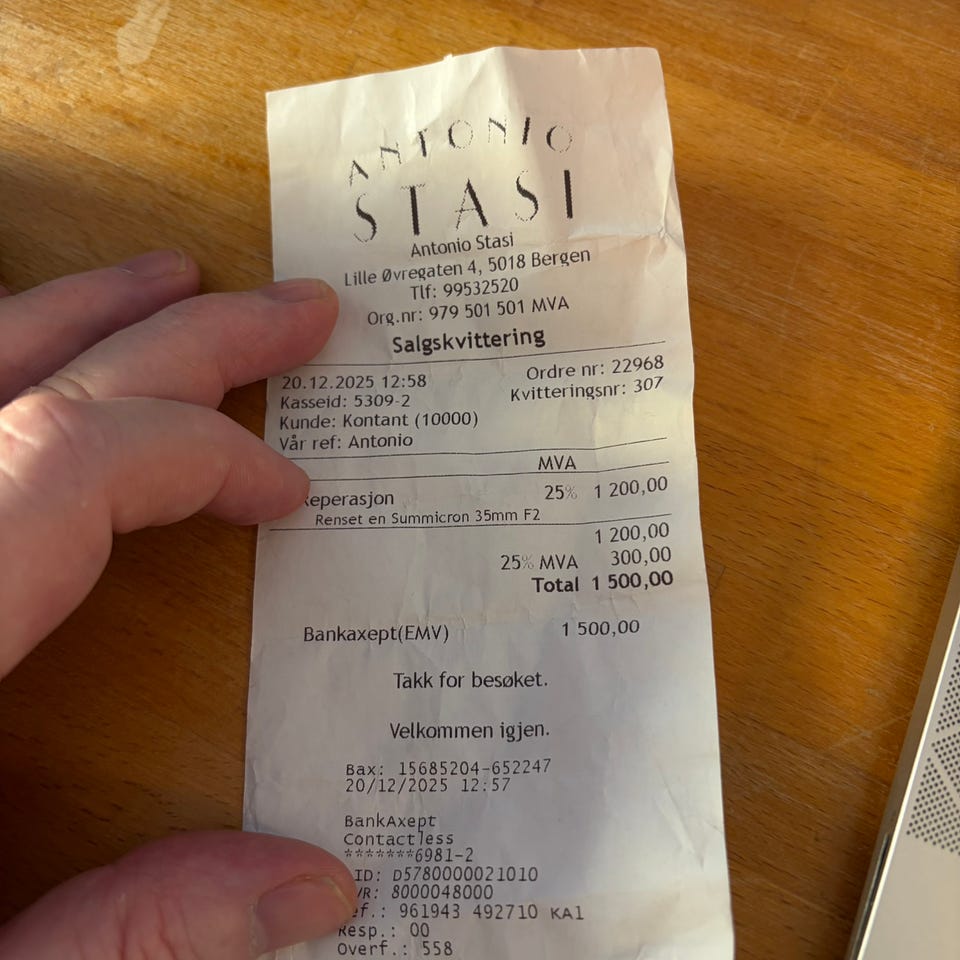 ANTONIO
STASI
Antonio Stasi
Lille Øvregaten 4, 5018 Bergen
Tlf: 99532520
Org.nr: 979 501 501 MVA
Salgskvittering
20.12.2025 12:58 Ordre nr: 22968
Kasseid: 5309-2 Kvitteringsnr: 307
Kunde: Kontant (10000)
Vår ref: Antonio
MVA
Reperasjon 25% 1 200,00
Renset en Summicron 35mm F2
1 200,00
25% MVA 300,00
Total 1 500,00
Bankaxept(EMV) 1 500,00
Takk for besøket.
Velkommen igjen.
Bax: 15685204-652247
20/12/2025 12:57
BankAxept
Contactless
*******6981-2
ID: D5780000021010
VR: 8000048000
ef.: 961943 492710 KA1
Resp.: 00
Overf.: 558